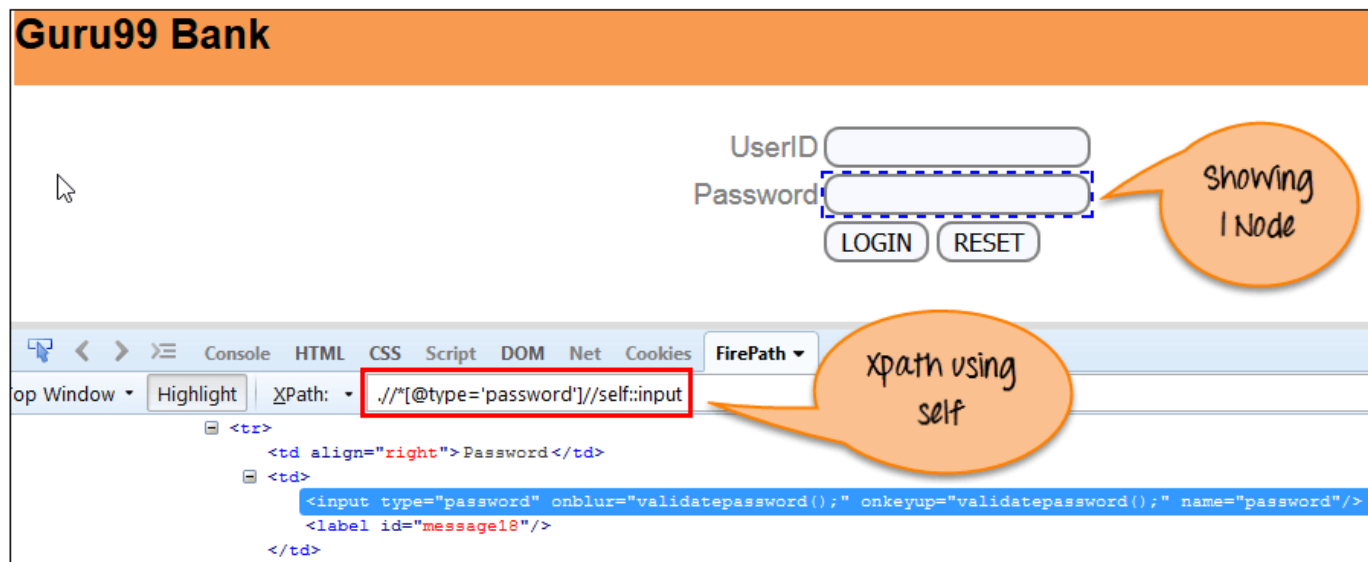 Guru99 Bank
UserID
Password
LOGIN RESET
Showing
1 Node
Console HTML CSS Script DOM Net Cookies FirePath
Xpath using
self
op Window Highlight XPath: .//*[@type='password']//self::input
<tr>
<td align="right">Password</td>
<td>
<input type="password" onblur="validatepassword();" onkeyup="validatepassword();" name="password"/>
<label id="message18"/>
</td>